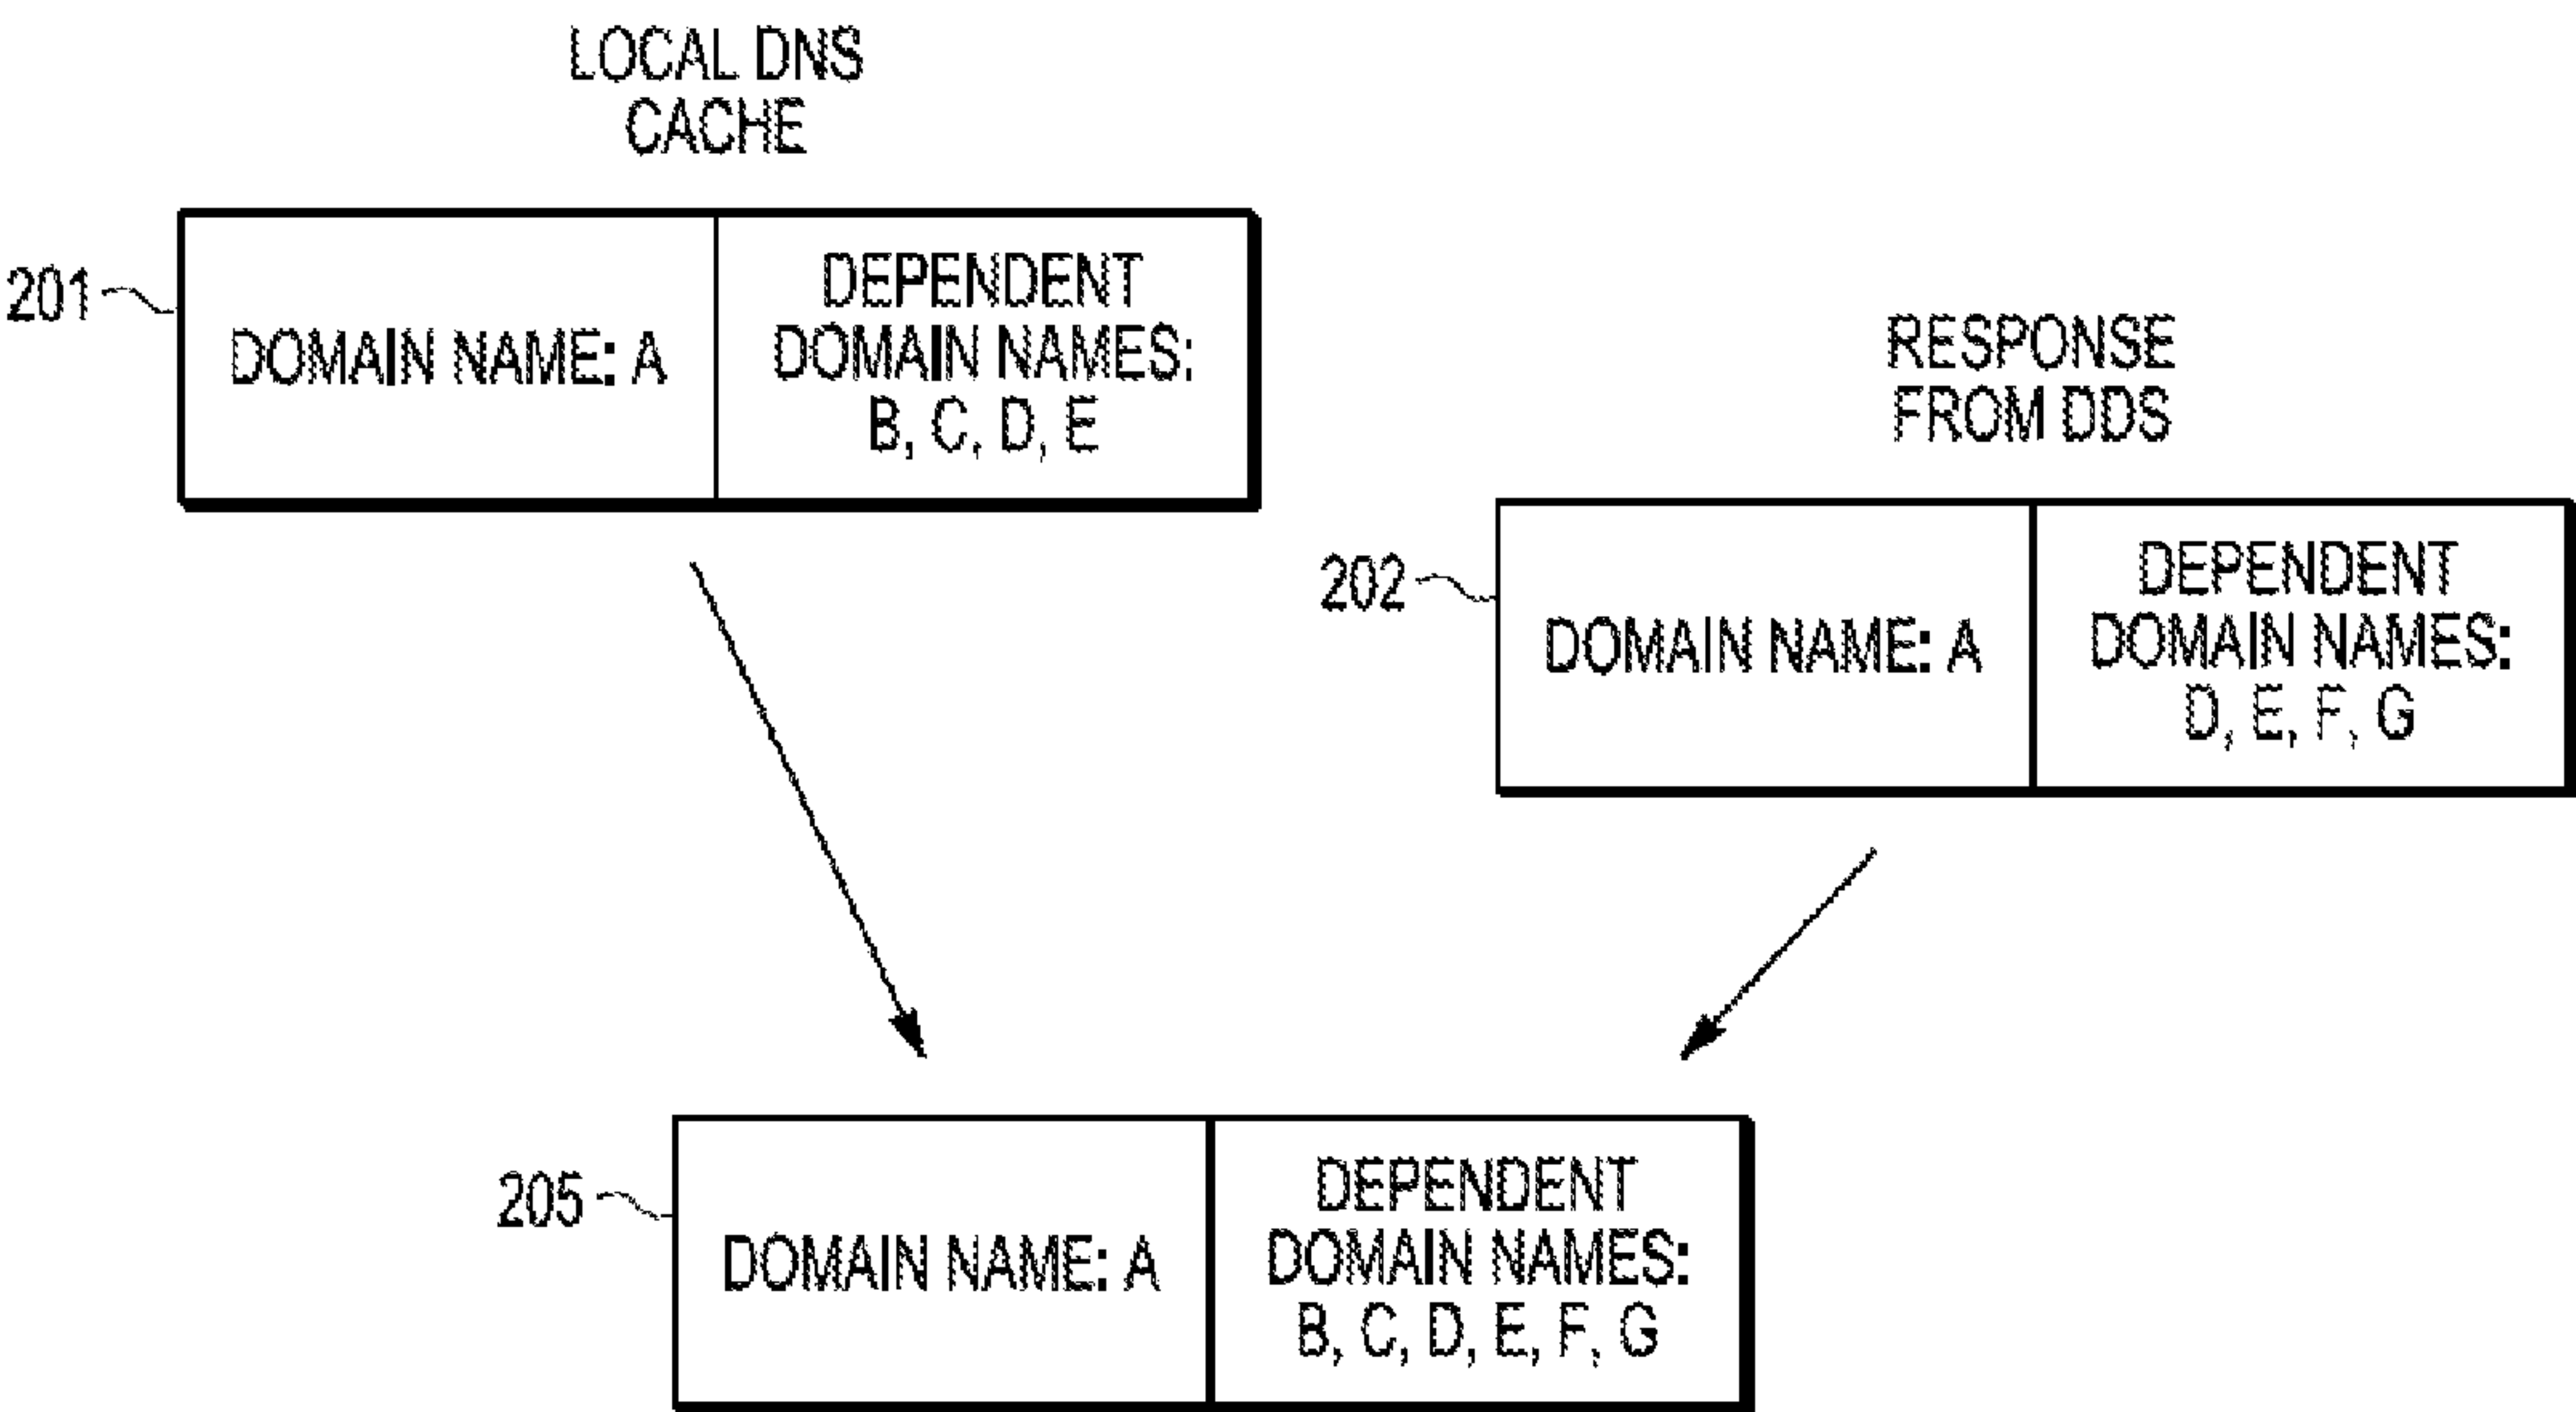 LOCAL DNS
CACHE
201
DOMAIN NAME: A
DEPENDENT
DOMAIN NAMES:
B, C, D, E
RESPONSE
FROM DDS
202
DOMAIN NAME: A
DEPENDENT
DOMAIN NAMES:
D, E, F, G
205
DOMAIN NAME: A
DEPENDENT
DOMAIN NAMES:
B, C, D, E, F, G